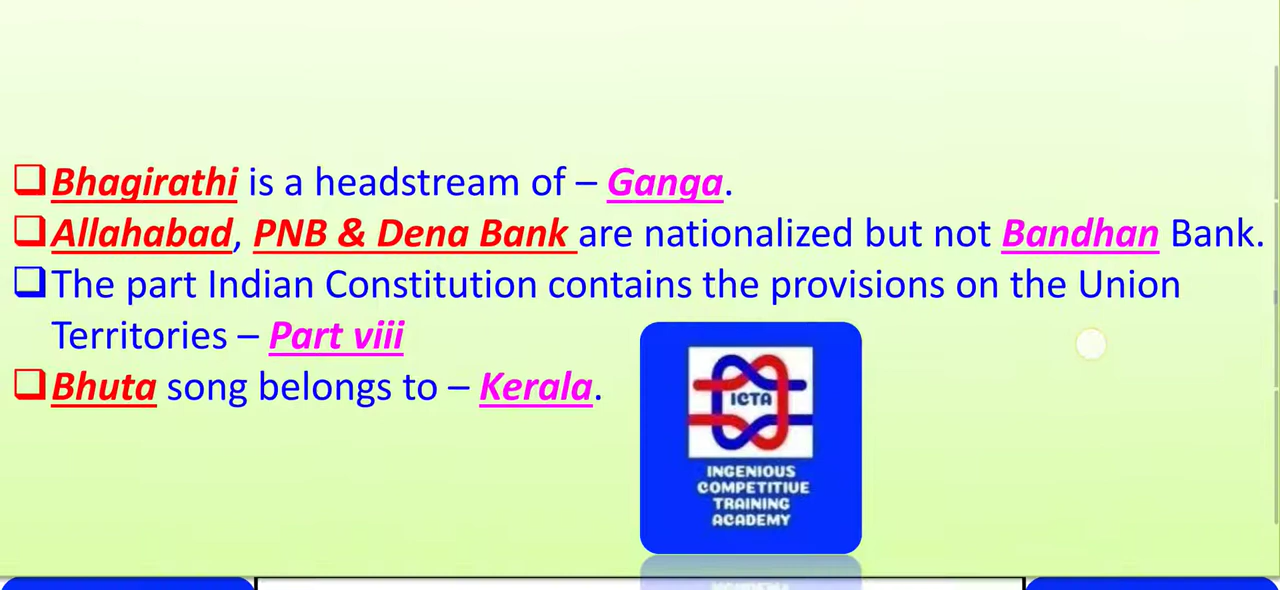 Bhagirathi is a headstream of – Ganga.
Allahabad, PNB & Dena Bank are nationalized but not Bandhan Bank.
The part Indian Constitution contains the provisions on the Union
Territories – Part viii
Bhuta song belongs to – Kerala.
ICTA
INGENIOUS
COMPETITIVE
TRAINING
ACADEMY